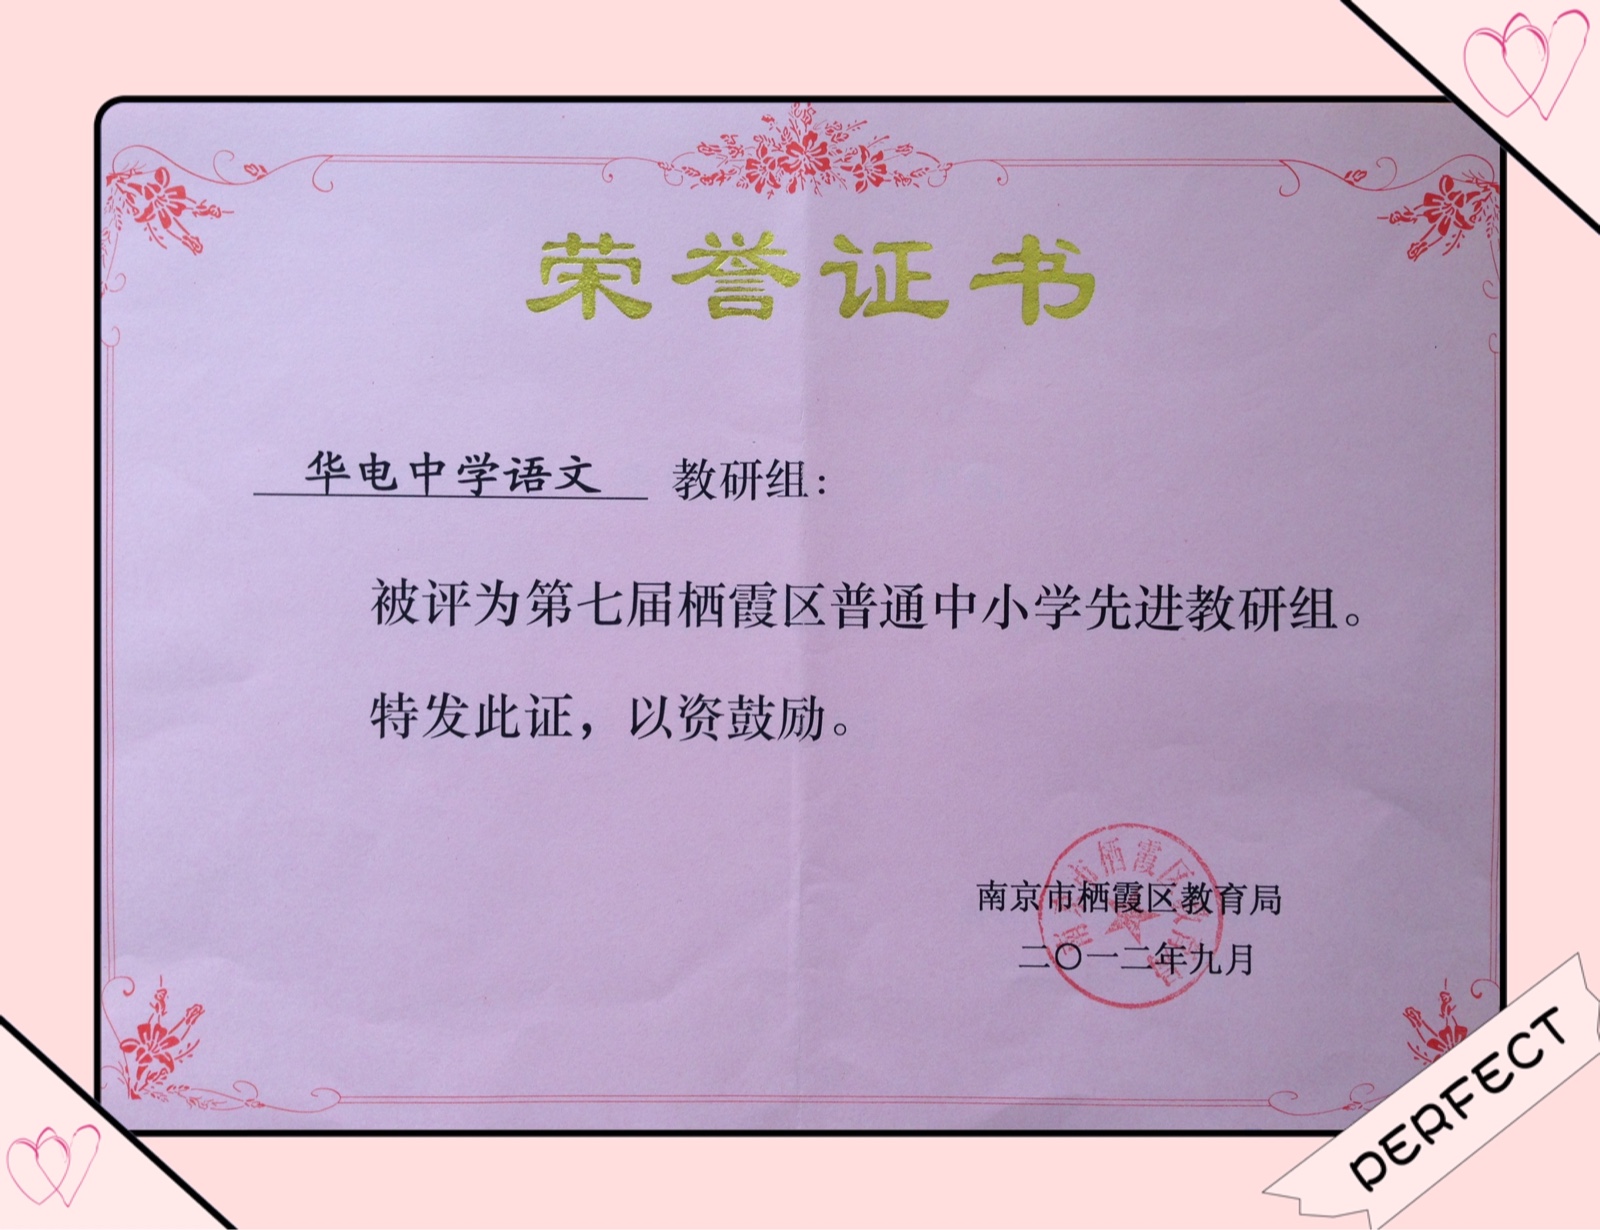 荣誉证书
华电中学语文 教研组：
被评为第七届栖霞区普通中小学先进教研组。
特发此证，以资鼓励。
南京市栖霞区教育局
二〇一二年九月
PERFECT